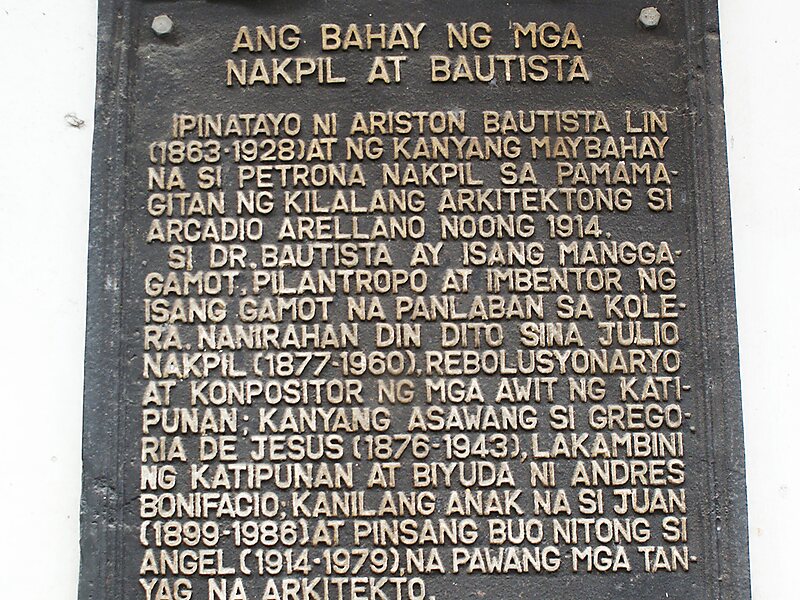 ANG BAHAY NG MGA
NAKPIL AT BAUTISTA
IPINATAYO NI ARISTON BAUTISTA LIN
(1863-1928)AT NG KANYANG MAYBAHAY
NA SI PETRONA NAKPIL SA PAMAMA-
GITAN NG KILALANG ARKITEKTONG SI
ARCADIO ARELLANO NOONG 1914.
SI DR. BAUTISTA AY ISANG MANGGA-
GAMOT, PILANTROPO AT IMBENTOR NG
ISANG GAMOT NA PANLABAN SA KOLE-
RA. NANIRAHAN DIN DITO SINA JULIO
NAKPIL (1877-1960), REBOLUSYONARYO
AT KONPOSITOR NG MGA AWIT NG KATI-
PUNAN; KANYANG ASAWANG SI GREGO-
RIA DE JESUS (1876-1943), LAKAMBINI
NG KATIPUNAN AT BIYUDA NI ANDRES
BONIFACIO; KANILANG ANAK NA SI JUAN
(1899-1986)AT PINSANG BUO NITONG SI
ANGEL (1914-1979), NA PAWANG MGA TAN-
YAG NA ARKITEKTO.